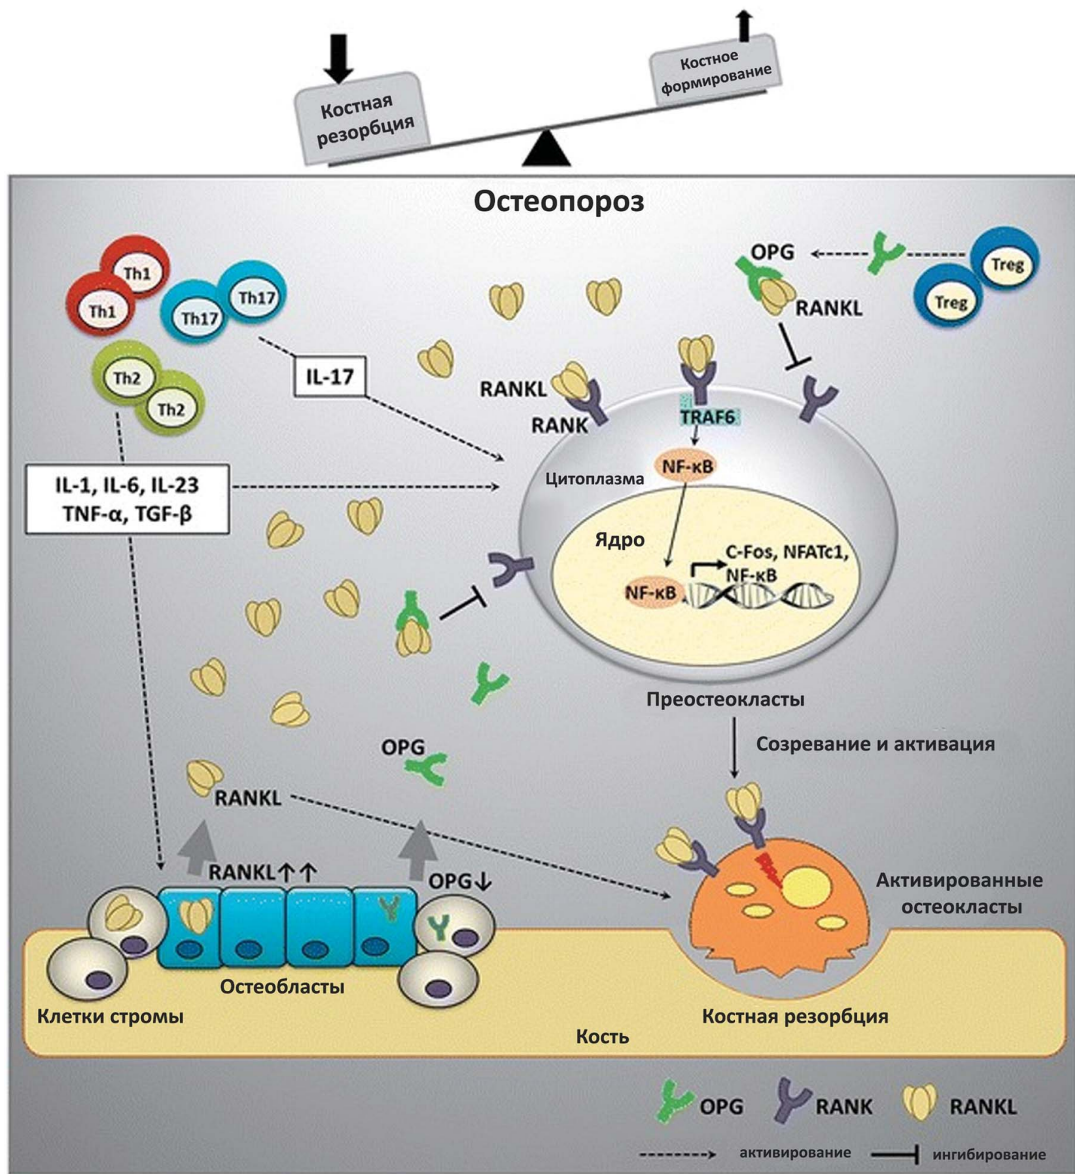 Костная
резорбция
Костное
формирование
Остеопороз
Th1
Th1
Th17
Th17
Th2
Th2
IL-17
IL-1, IL-6, IL-23
TNF-α, TGF-β
OPG
RANKL
Treg
Treg
RANKL
RANK
TRAF6
NF-κB
Цитоплазма
Ядро
C-Fos, NFATc1,
NF-κB
NF-κB
Преостеокласты
Созревание и активация
OPG
RANKL
RANKL↑↑
OPG↓
Активированные
остеокласты
Остеобласты
Клетки стромы
Костная резорбция
Кость
OPG
RANK
RANKL
активирование
ингибирование